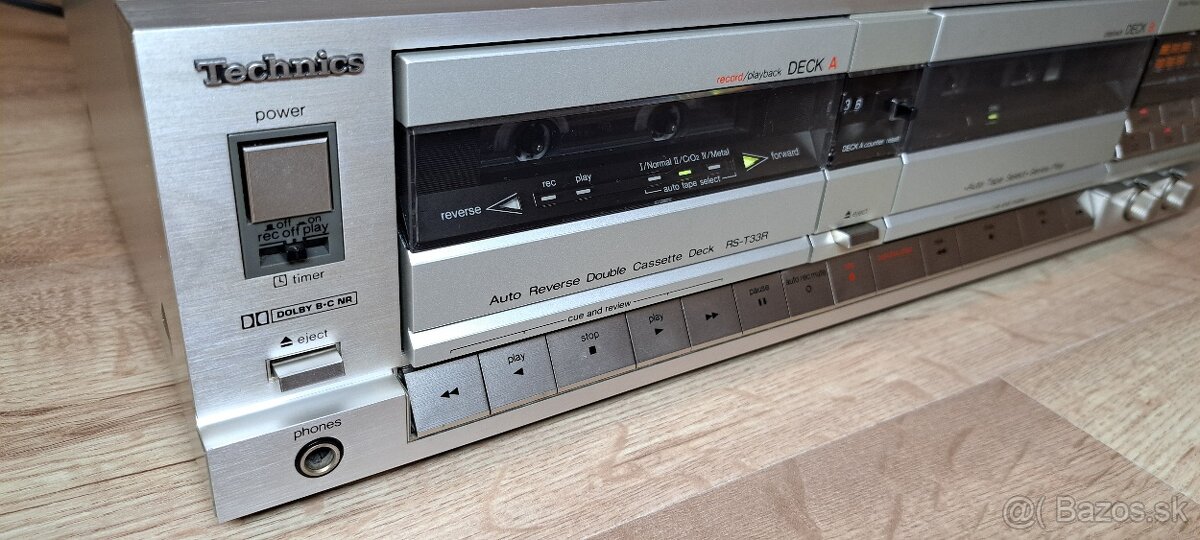 Technics
power
off on
rec off play
timer
DOLBY B·C NR
eject
phones
record/playback DECK A
reverse
rec play
I/Normal II/CrO2 IV/Metal
auto tape select
forward
Auto Reverse Double Cassette Deck RS-T33R
cue and review
play
stop
play
pause
auto rec mute
36
DECK A counter reset
eject
DECK B
@( Bazos.sk